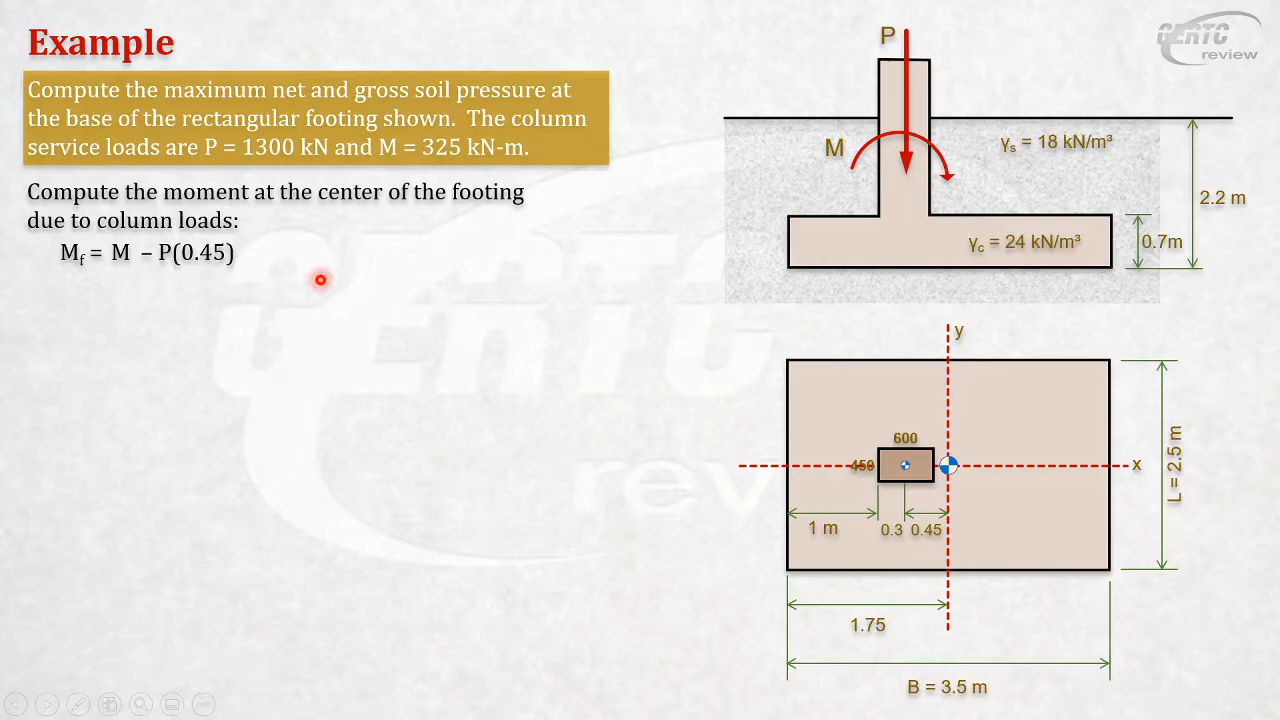 Example
Compute the maximum net and gross soil pressure at
the base of the rectangular footing shown. The column
service loads are P = 1300 kN and M = 325 kN-m.
Compute the moment at the center of the footing
due to column loads:
Mf = M – P(0.45)
CERTC
review
P
M
γs = 18 kN/m³
2.2 m
γc = 24 kN/m³
0.7m
y
600
450
x
L = 2.5 m
1 m
0.3
0.45
1.75
B = 3.5 m
CERTC
review